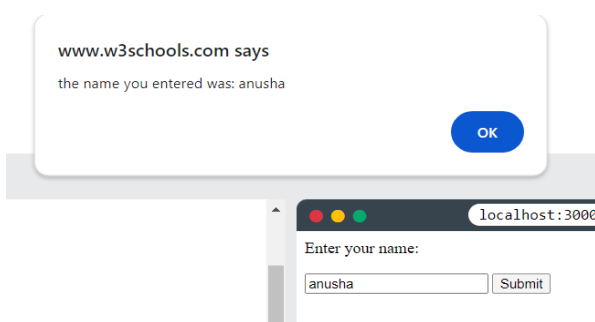 www.w3schools.com says
the name you entered was: anusha
OK
localhost:3000
Enter your name:
anusha Submit